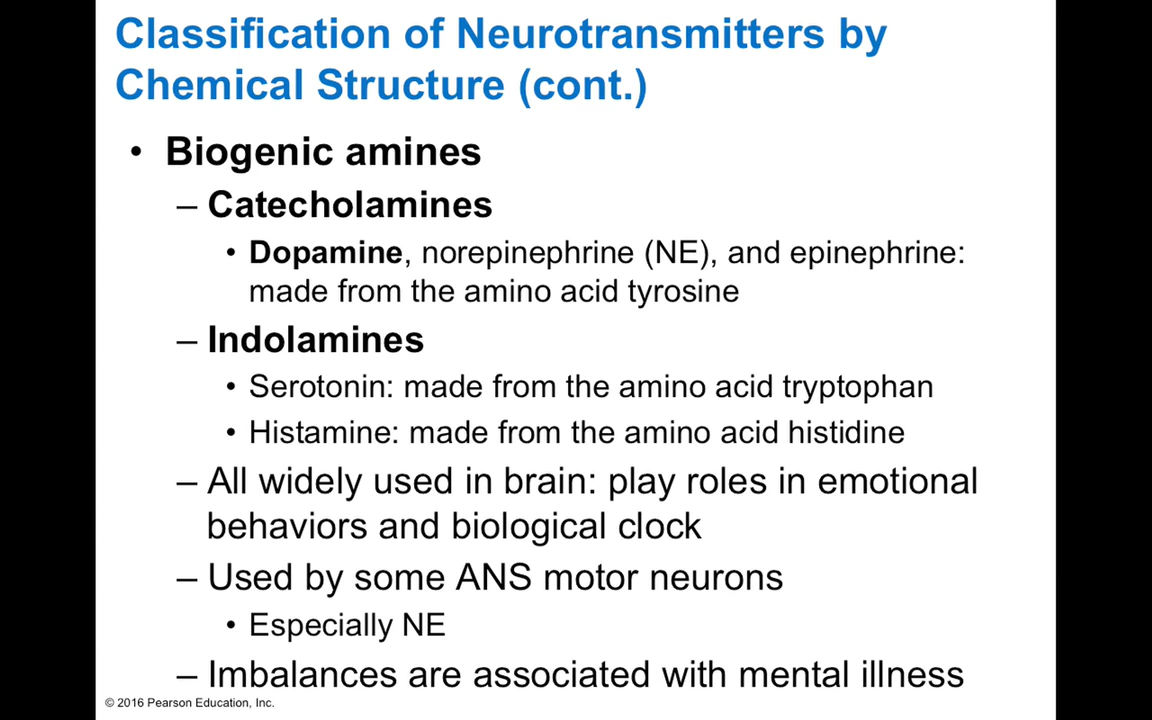 Classification of Neurotransmitters by
Chemical Structure (cont.)
• Biogenic amines
– Catecholamines
• Dopamine, norepinephrine (NE), and epinephrine:
made from the amino acid tyrosine
– Indolamines
• Serotonin: made from the amino acid tryptophan
• Histamine: made from the amino acid histidine
– All widely used in brain: play roles in emotional
behaviors and biological clock
– Used by some ANS motor neurons
• Especially NE
– Imbalances are associated with mental illness
© 2016 Pearson Education, Inc.